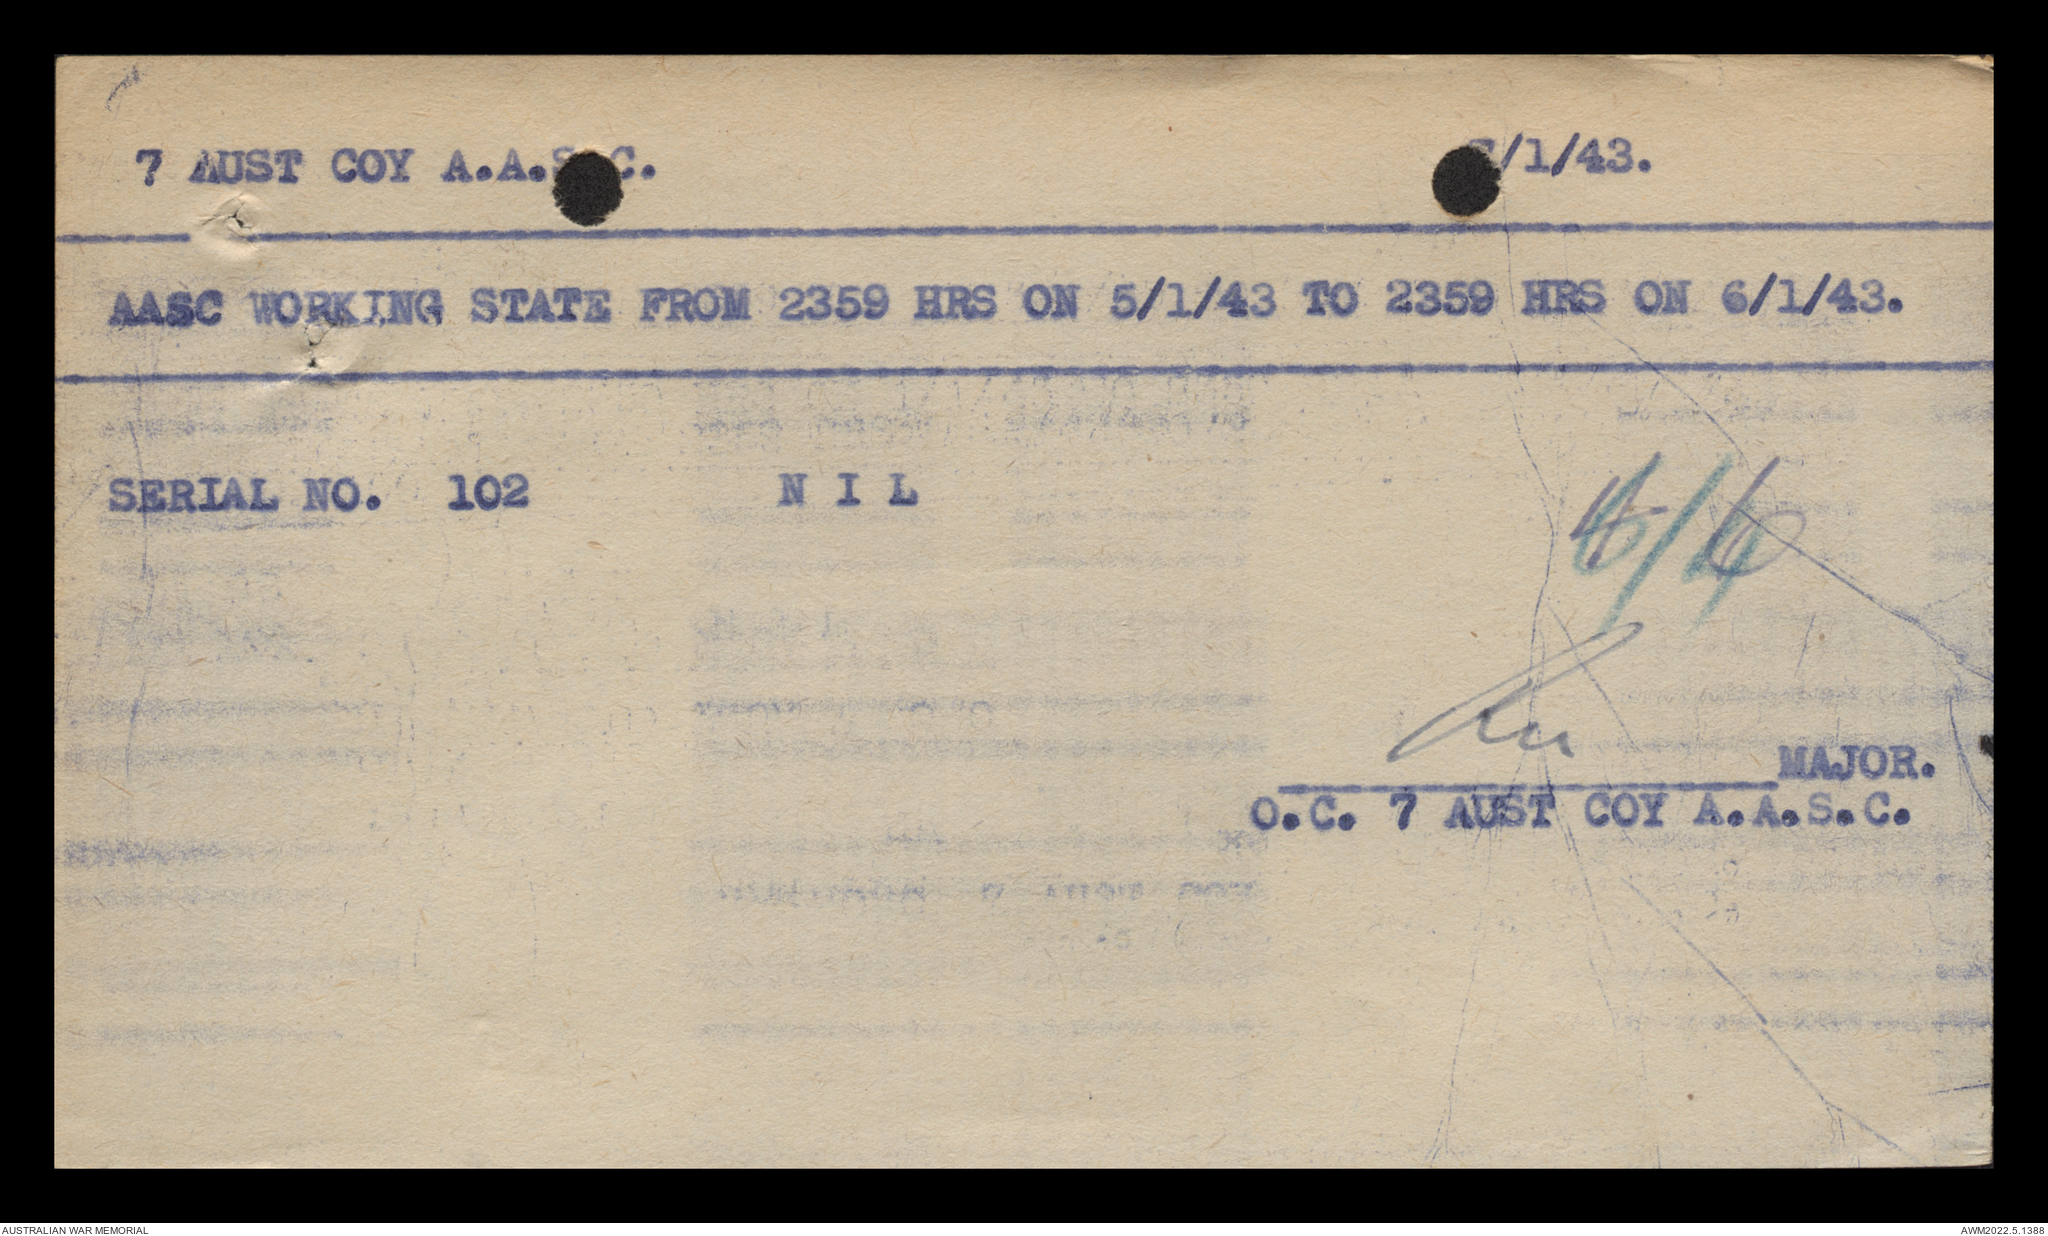 7 AUST COY A.A.S.C. /1/43.
AASC WORKING STATE FROM 2359 HRS ON 5/1/43 TO 2359 HRS ON 6/1/43.
SERIAL NO. 102 N I L
MAJOR.
O.C. 7 AUST COY A.A.S.C.
AUSTRALIAN WAR MEMORIAL AWM2022.5.1388